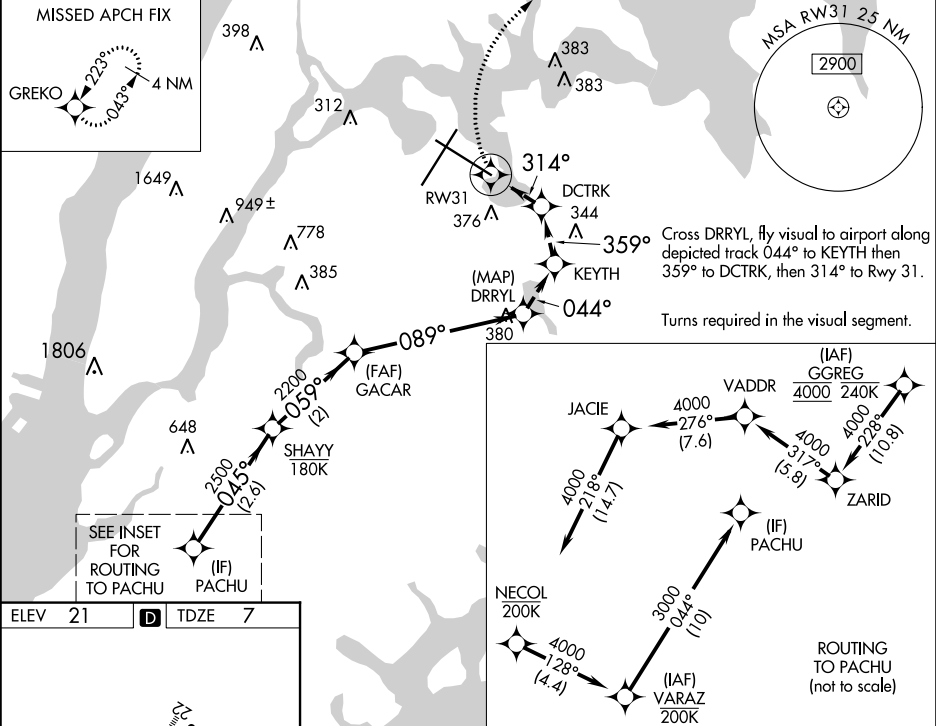 MISSED APCH FIX
GREKO
223°
043°
4 NM
398
383
383
312
MSA RW31 25 NM
2900
1649
949±
778
385
RW31
376
314°
DCTRK
344
359°
KEYTH
(MAP)
DRRYL
044°
380
Cross DRRYL, fly visual to airport along
depicted track 044° to KEYTH then
359° to DCTRK, then 314° to Rwy 31.
Turns required in the visual segment.
089°
1806
(FAF)
GACAR
2200
059°
(2)
648
SHAYY
180K
2500
045°
(2.6)
SEE INSET
FOR
ROUTING
TO PACHU
(IF)
PACHU
(IAF)
GGREG
4000 240K
VADDR
JACIE
4000
276°
(7.6)
4000
317°
(5.8)
4000
228°
(10.8)
ZARID
4000
218°
(14.7)
(IF)
PACHU
NECOL
200K
3000
044°
(10)
4000
128°
(4.4)
(IAF)
VARAZ
200K
ROUTING
TO PACHU
(not to scale)
ELEV 21 D TDZE 7
22